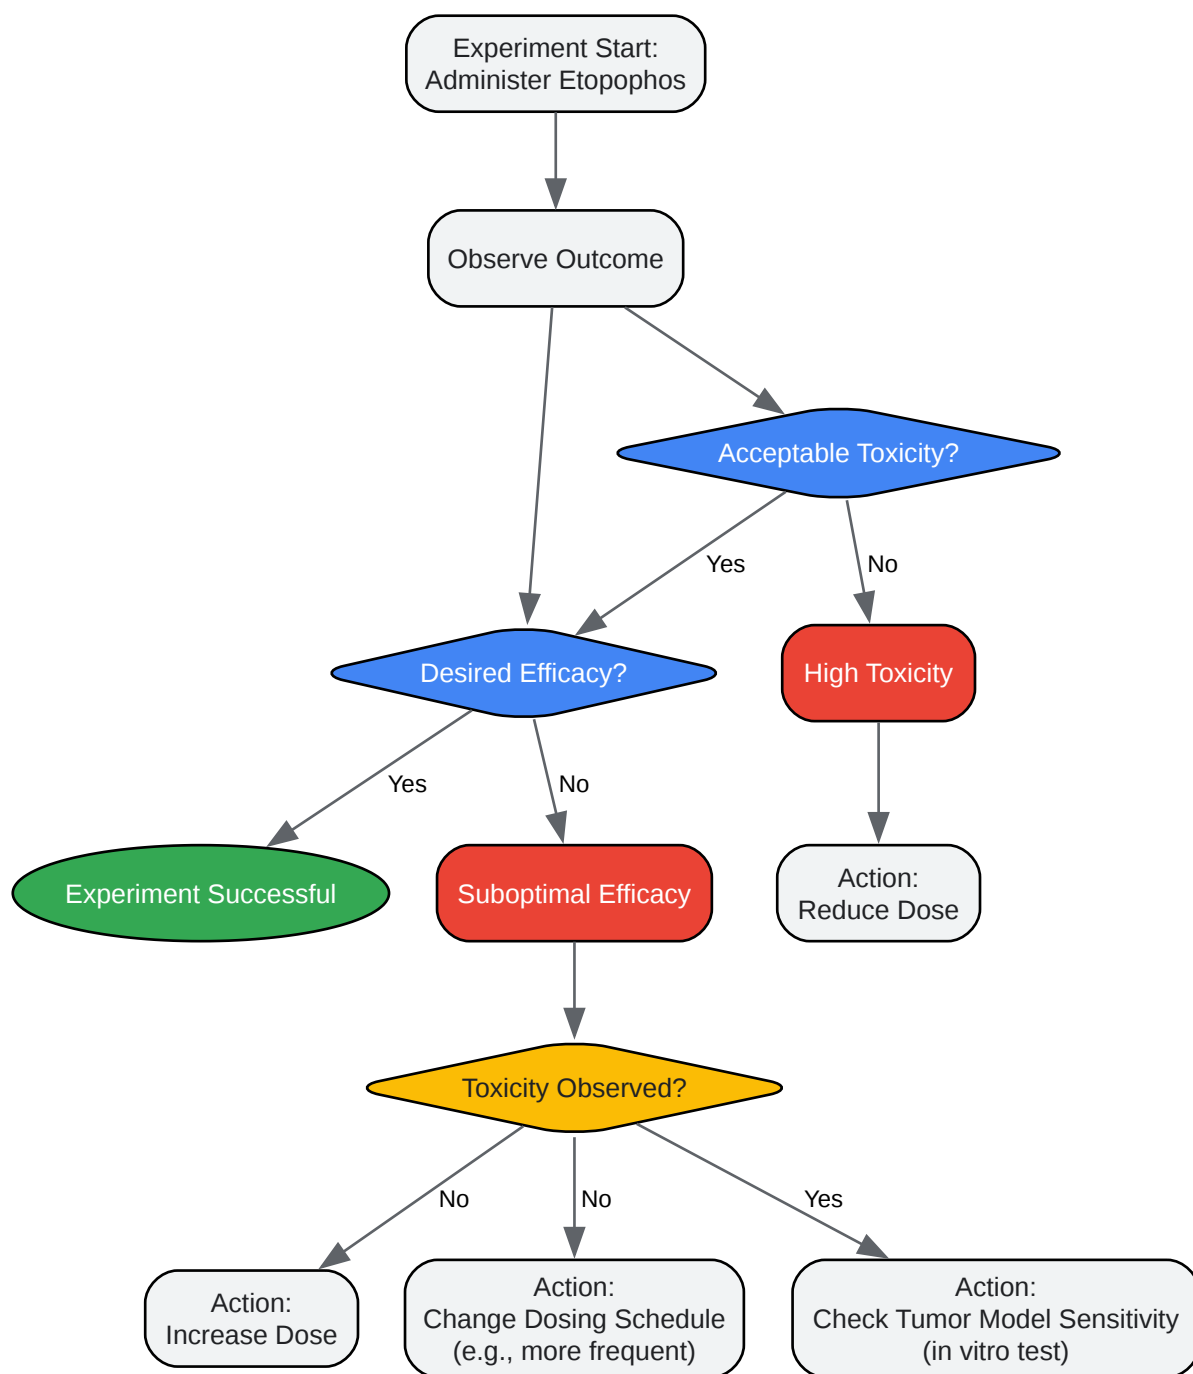 Experiment Start:
Administer Etopophos
Observe Outcome
Acceptable Toxicity?
Yes
No
Desired Efficacy?
High Toxicity
Yes
No
Experiment Successful
Suboptimal Efficacy
Action:
Reduce Dose
Toxicity Observed?
No
No
Yes
Action:
Increase Dose
Action:
Change Dosing Schedule
(e.g., more frequent)
Action:
Check Tumor Model Sensitivity
(in vitro test)